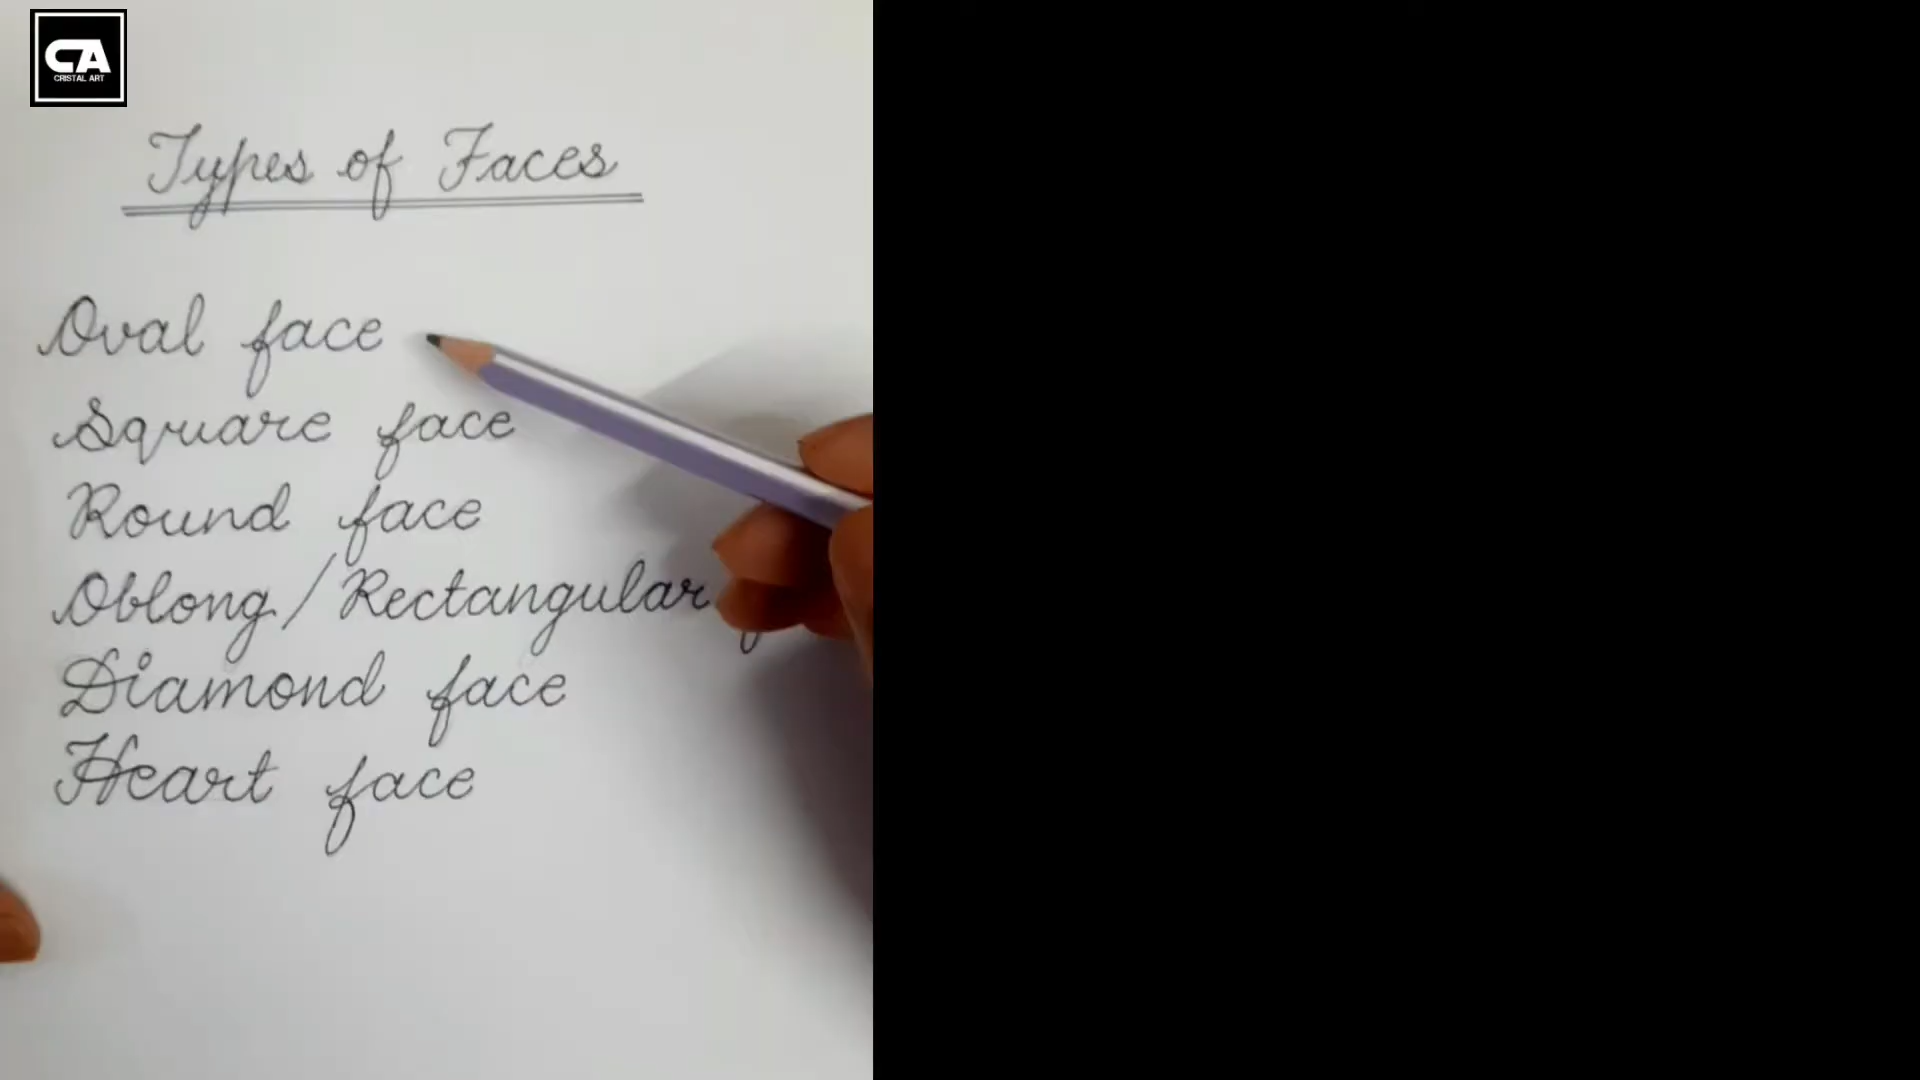 CA
CRISTAL ART
Types of Faces
Oval face
Square face
Round face
Oblong/Rectangular
Diamond face
Heart face